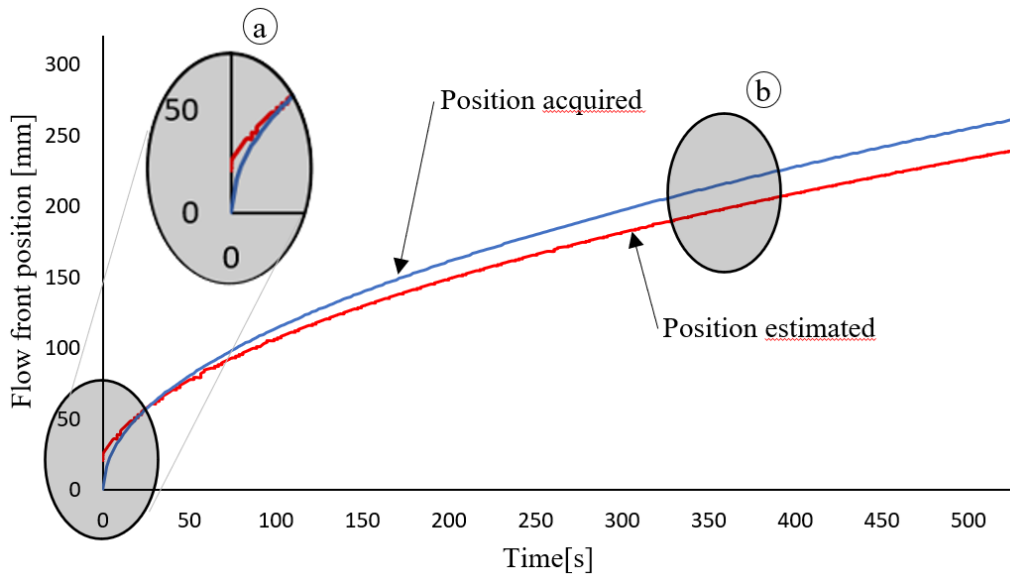 a
300
250
200
150
100
50
0
Flow front position [mm]
50
0
0
Position acquired
b
Position estimated
0 50 100 150 200 250 300 350 400 450 500
Time[s]